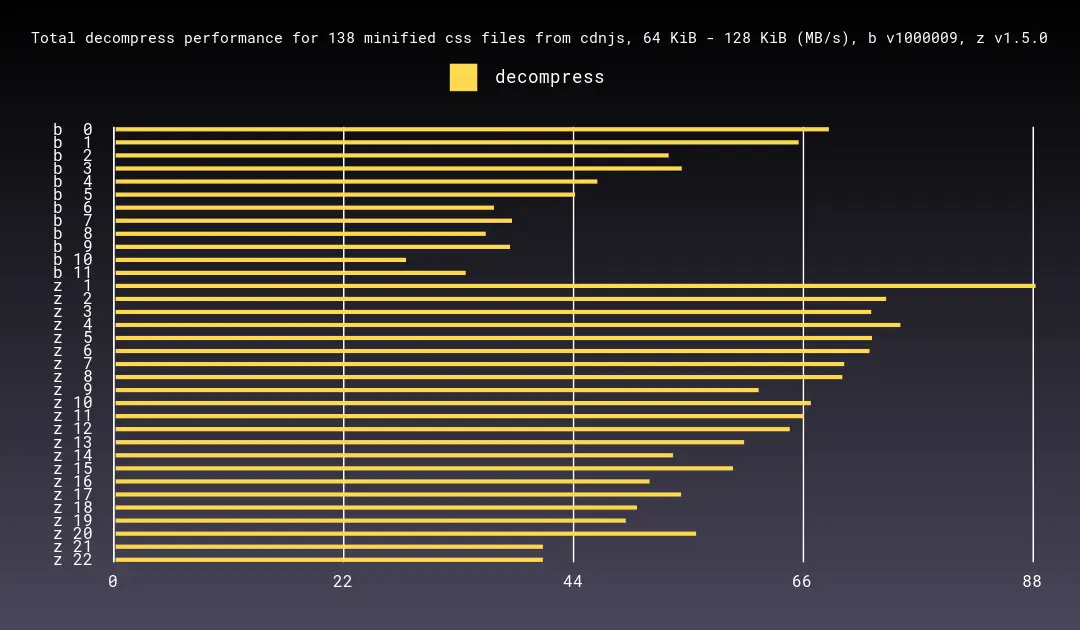 Total decompress performance for 138 minified css files from cdnjs, 64 KiB - 128 KiB (MB/s), b v1000009, z v1.5.0
decompress
b 0
b 1
b 2
b 3
b 4
b 5
b 6
b 7
b 8
b 9
b 10
b 11
z 1
z 2
z 3
z 4
z 5
z 6
z 7
z 8
z 9
z 10
z 11
z 12
z 13
z 14
z 15
z 16
z 17
z 18
z 19
z 20
z 21
z 22
0 22 44 66 88